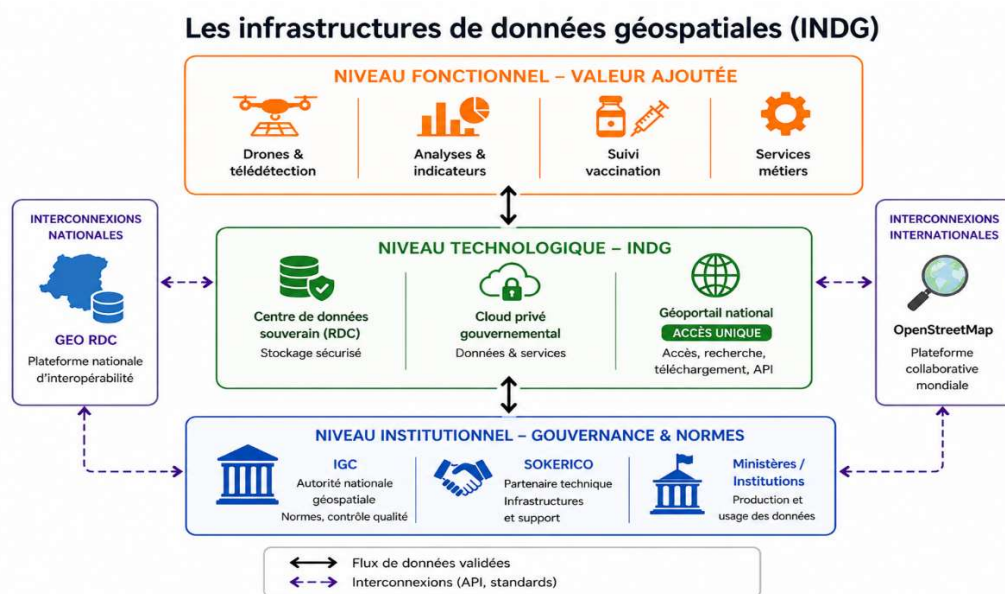 Les infrastructures de données géospatiales (INDG)
NIVEAU FONCTIONNEL – VALEUR AJOUTÉE
Drones &
télédétection
Analyses &
indicateurs
Suivi
vaccination
Services
métiers
INTERCONNEXIONS
NATIONALES
GEO RDC
Plateforme nationale
d’interopérabilité
NIVEAU TECHNOLOGIQUE – INDG
Centre de données
souverain (RDC)
Stockage sécurisé
Cloud privé
gouvernemental
Données & services
Géoportail national
ACCÈS UNIQUE
Accès, recherche,
téléchargement, API
INTERCONNEXIONS
INTERNATIONALES
OpenStreetMap
Plateforme
collaborative
mondiale
NIVEAU INSTITUTIONNEL – GOUVERNANCE & NORMES
IGC
Autorité nationale
géospatiale
Normes, contrôle qualité
SOKERICO
Partenaire technique
Infrastructures
et support
Ministères /
Institutions
Production et
usage des données
Flux de données validées
Interconnexions (API, standards)